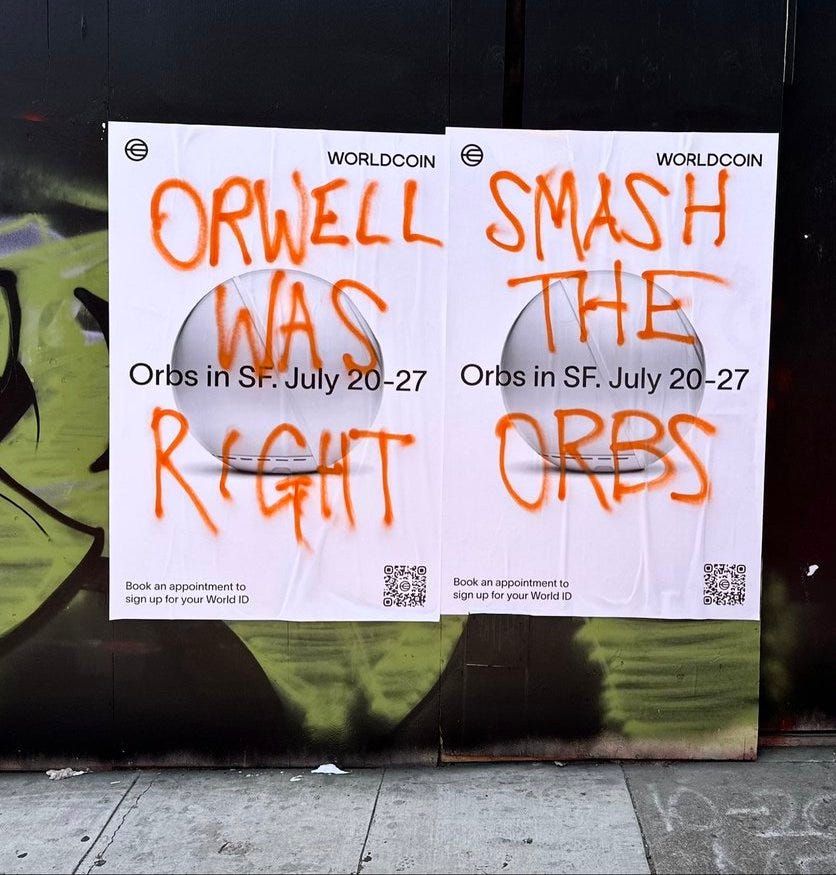 WORLDCOIN
ORWELL
WAS
Orbs in SF. July 20–27
RIGHT
Book an appointment to
sign up for your World ID
WORLDCOIN
SMASH
THE
Orbs in SF. July 20–27
ORBS
Book an appointment to
sign up for your World ID